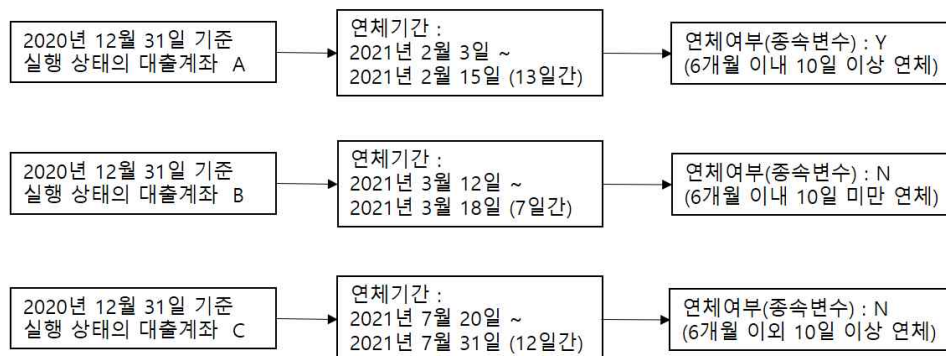 2020년 12월 31일 기준
실행 상태의 대출계좌 A
연체기간 :
2021년 2월 3일 ~
2021년 2월 15일 (13일간)
연체여부(종속변수) : Y
(6개월 이내 10일 이상 연체)
2020년 12월 31일 기준
실행 상태의 대출계좌 B
연체기간 :
2021년 3월 12일 ~
2021년 3월 18일 (7일간)
연체여부(종속변수) : N
(6개월 이내 10일 미만 연체)
2020년 12월 31일 기준
실행 상태의 대출계좌 C
연체기간 :
2021년 7월 20일 ~
2021년 7월 31일 (12일간)
연체여부(종속변수) : N
(6개월 이외 10일 이상 연체)